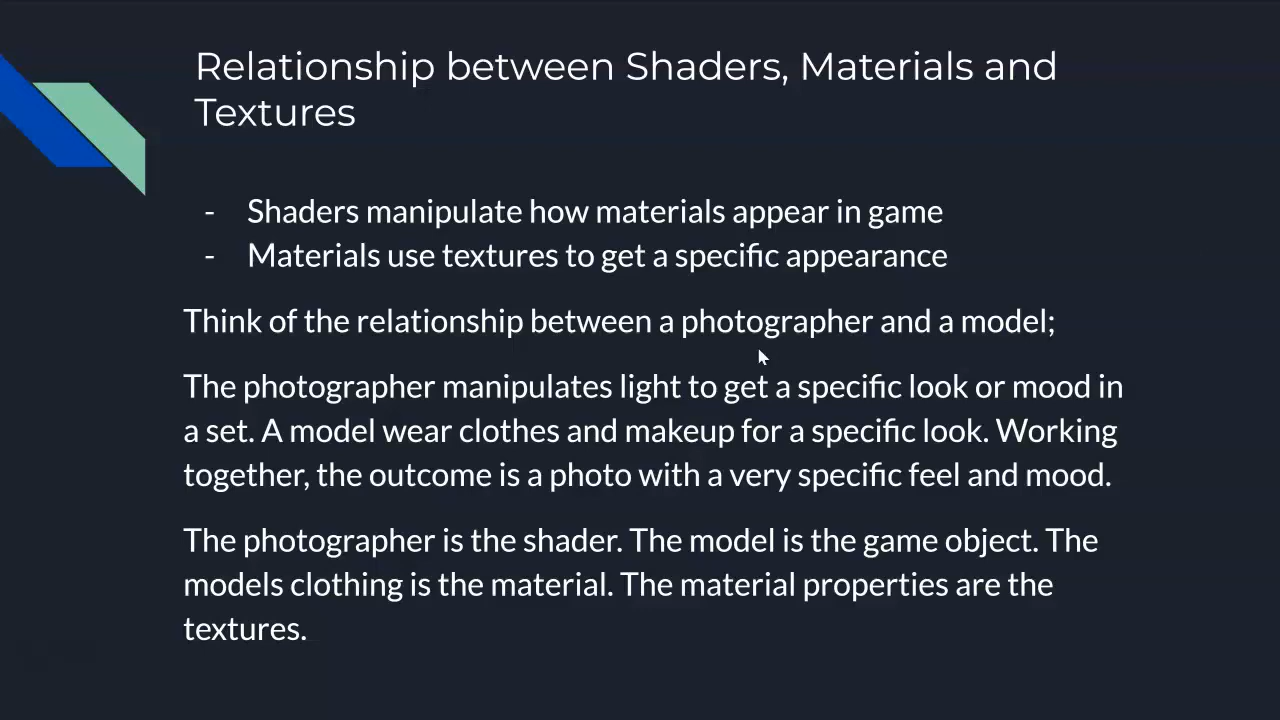 Relationship between Shaders, Materials and
Textures
- Shaders manipulate how materials appear in game
- Materials use textures to get a specific appearance
Think of the relationship between a photographer and a model;
The photographer manipulates light to get a specific look or mood in
a set. A model wear clothes and makeup for a specific look. Working
together, the outcome is a photo with a very specific feel and mood.
The photographer is the shader. The model is the game object. The
models clothing is the material. The material properties are the
textures.